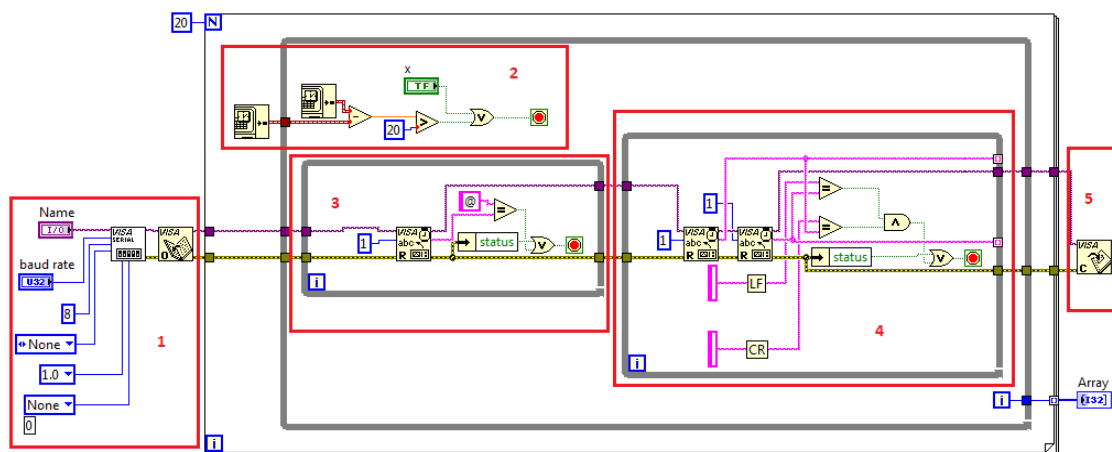 20 N
x
2
TF
20
>
V
Name
I/O
VISA
SERIAL
VISA
O
baud rate
U32
8
None
1
1.0
None
0
3
@
=
1
VISA
abc
R
status
V
i
1
1
VISA
abc
R
VISA
abc
R
=
=
Λ
status
V
LF
CR
4
i
5
VISA
C
i
Array
[I32]
i